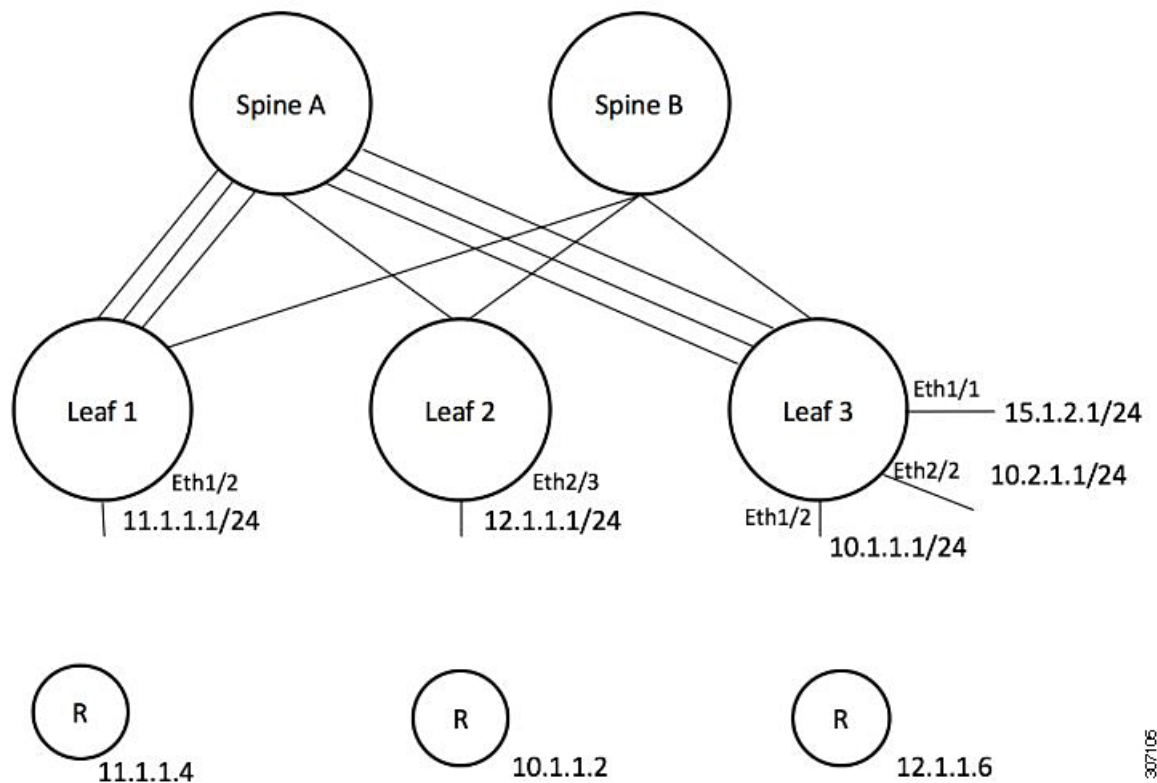 Spine A
Spine B
Leaf 1
Leaf 2
Leaf 3
Eth1/1
15.1.2.1/24
Eth1/2
11.1.1.1/24
Eth2/3
12.1.1.1/24
Eth2/2
10.2.1.1/24
Eth1/2
10.1.1.1/24
R
11.1.1.4
R
10.1.1.2
R
12.1.1.6
307105